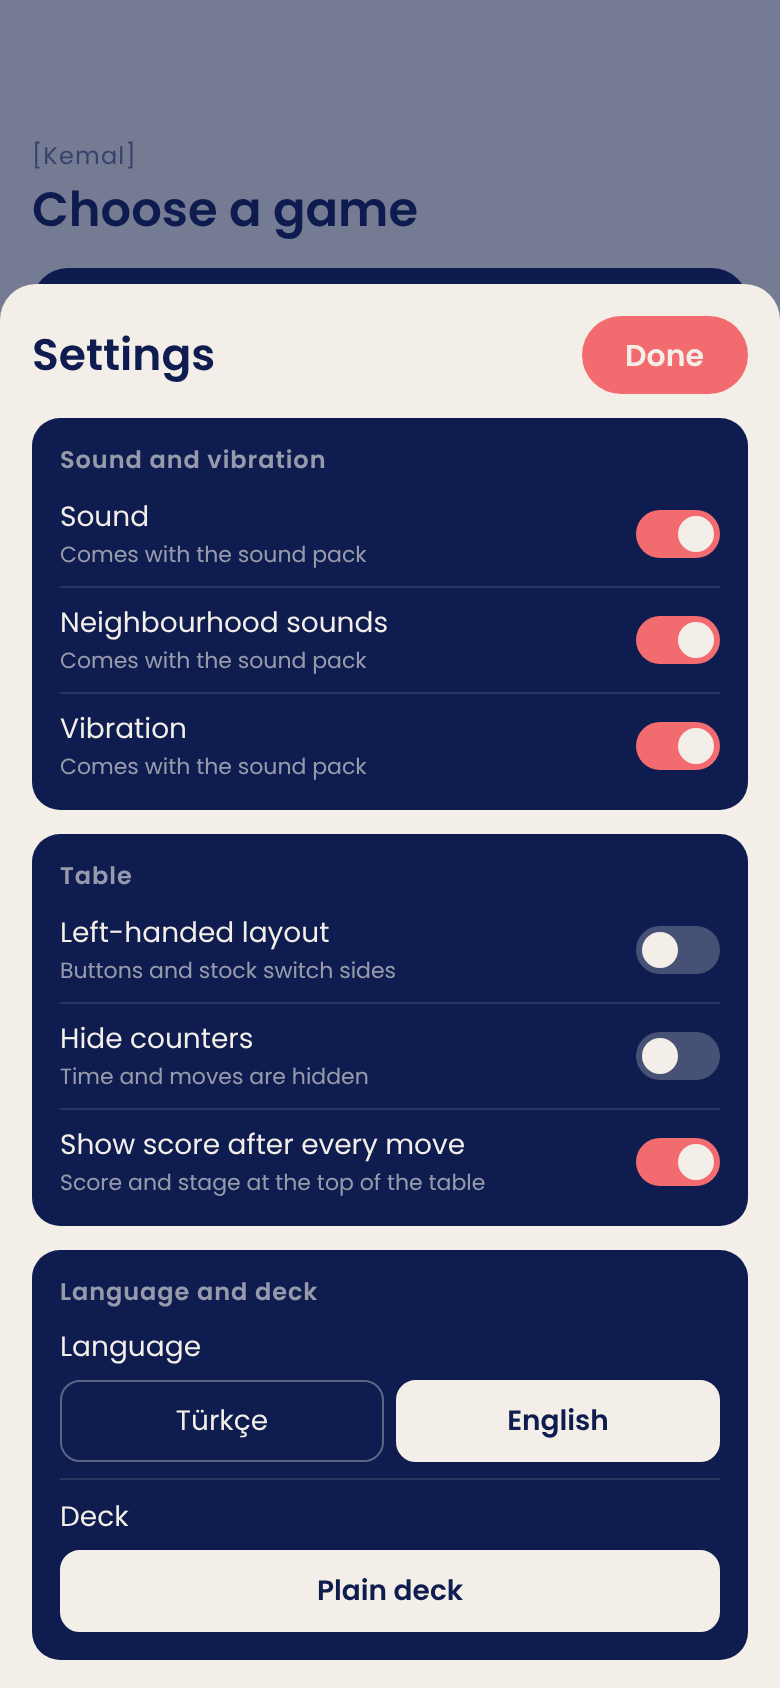 [Kemal]
Choose a game
Settings
Done
Sound and vibration
Sound
Comes with the sound pack
Neighbourhood sounds
Comes with the sound pack
Vibration
Comes with the sound pack
Table
Left-handed layout
Buttons and stock switch sides
Hide counters
Time and moves are hidden
Show score after every move
Score and stage at the top of the table
Language and deck
Language
Türkçe
English
Deck
Plain deck